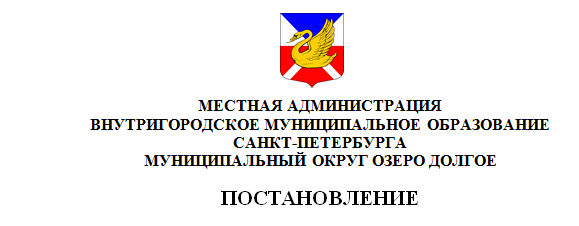 МЕСТНАЯ АДМИНИСТРАЦИЯ
ВНУТРИГОРОДСКОЕ МУНИЦИПАЛЬНОЕ ОБРАЗОВАНИЕ
САНКТ-ПЕТЕРБУРГА
МУНИЦИПАЛЬНЫЙ ОКРУГ ОЗЕРО ДОЛГОЕ
ПОСТАНОВЛЕНИЕ